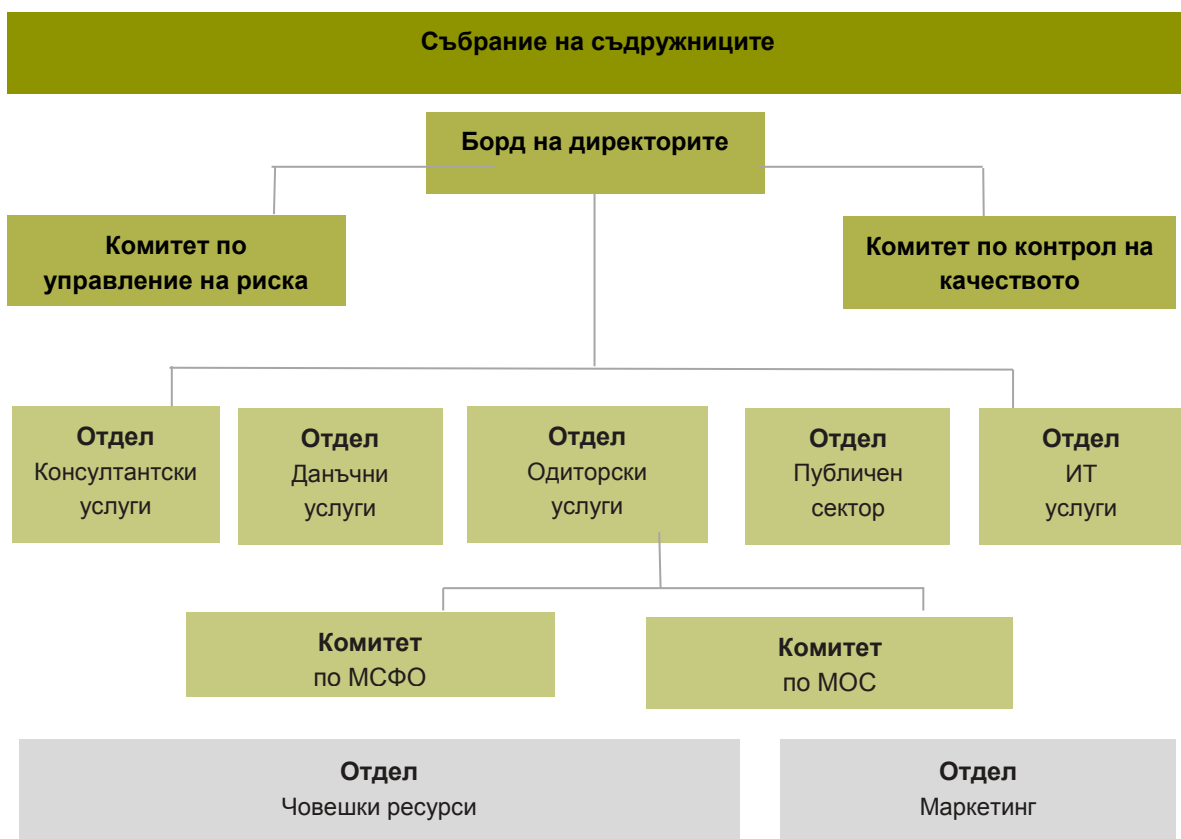 Събрание на съдружниците
Борд на директорите
Комитет по
управление на риска
Комитет по контрол на
качеството
Отдел
Консултантски
услуги
Отдел
Данъчни
услуги
Отдел
Одиторски
услуги
Отдел
Публичен
сектор
Отдел
ИТ
услуги
Комитет
по МСФО
Комитет
по МОС
Отдел
Човешки ресурси
Отдел
Маркетинг